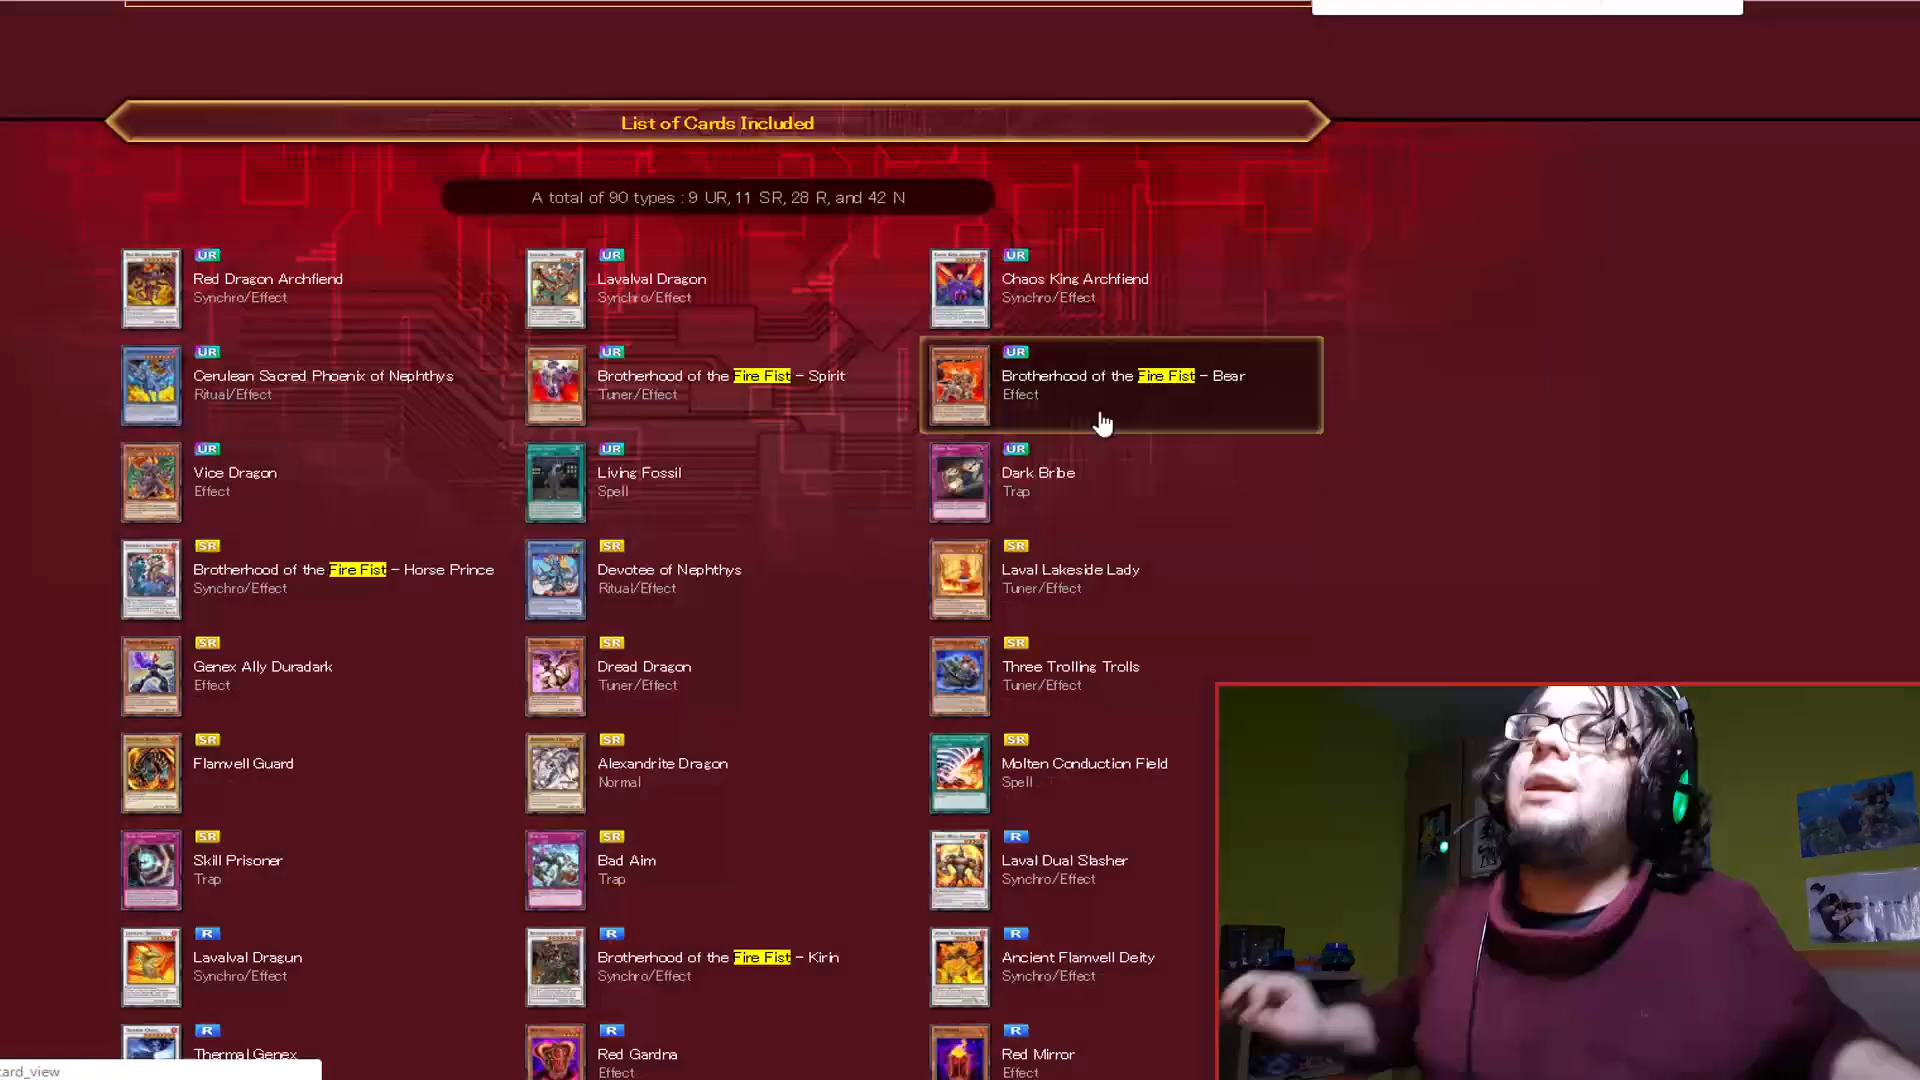 List of Cards Included
A total of 90 types : 9 UR, 11 SR, 28 R, and 42 N
UR
Red Dragon Archfiend
Synchro/Effect
UR
Lavalval Dragon
Synchro/Effect
UR
Chaos King Archfiend
Synchro/Effect
UR
Cerulean Sacred Phoenix of Nephthys
Ritual/Effect
UR
Brotherhood of the Fire Fist - Spirit
Tuner/Effect
UR
Brotherhood of the Fire Fist - Bear
Effect
UR
Vice Dragon
Effect
UR
Living Fossil
Spell
UR
Dark Bribe
Trap
SR
Brotherhood of the Fire Fist - Horse Prince
Synchro/Effect
SR
Devotee of Nephthys
Ritual/Effect
SR
Laval Lakeside Lady
Tuner/Effect
SR
Genex Ally Duradark
Effect
SR
Dread Dragon
Tuner/Effect
SR
Three Trolling Trolls
Tuner/Effect
SR
Flamvell Guard
SR
Alexandrite Dragon
Normal
SR
Molten Conduction Field
Spell
SR
Skill Prisoner
Trap
SR
Bad Aim
Trap
R
Laval Dual Slasher
Synchro/Effect
R
Lavalval Dragun
Synchro/Effect
R
Brotherhood of the Fire Fist - Kirin
Synchro/Effect
R
Ancient Flamvell Deity
Synchro/Effect
R
Thermal Genex
R
Red Gardna
Effect
R
Red Mirror
Effect
card_view